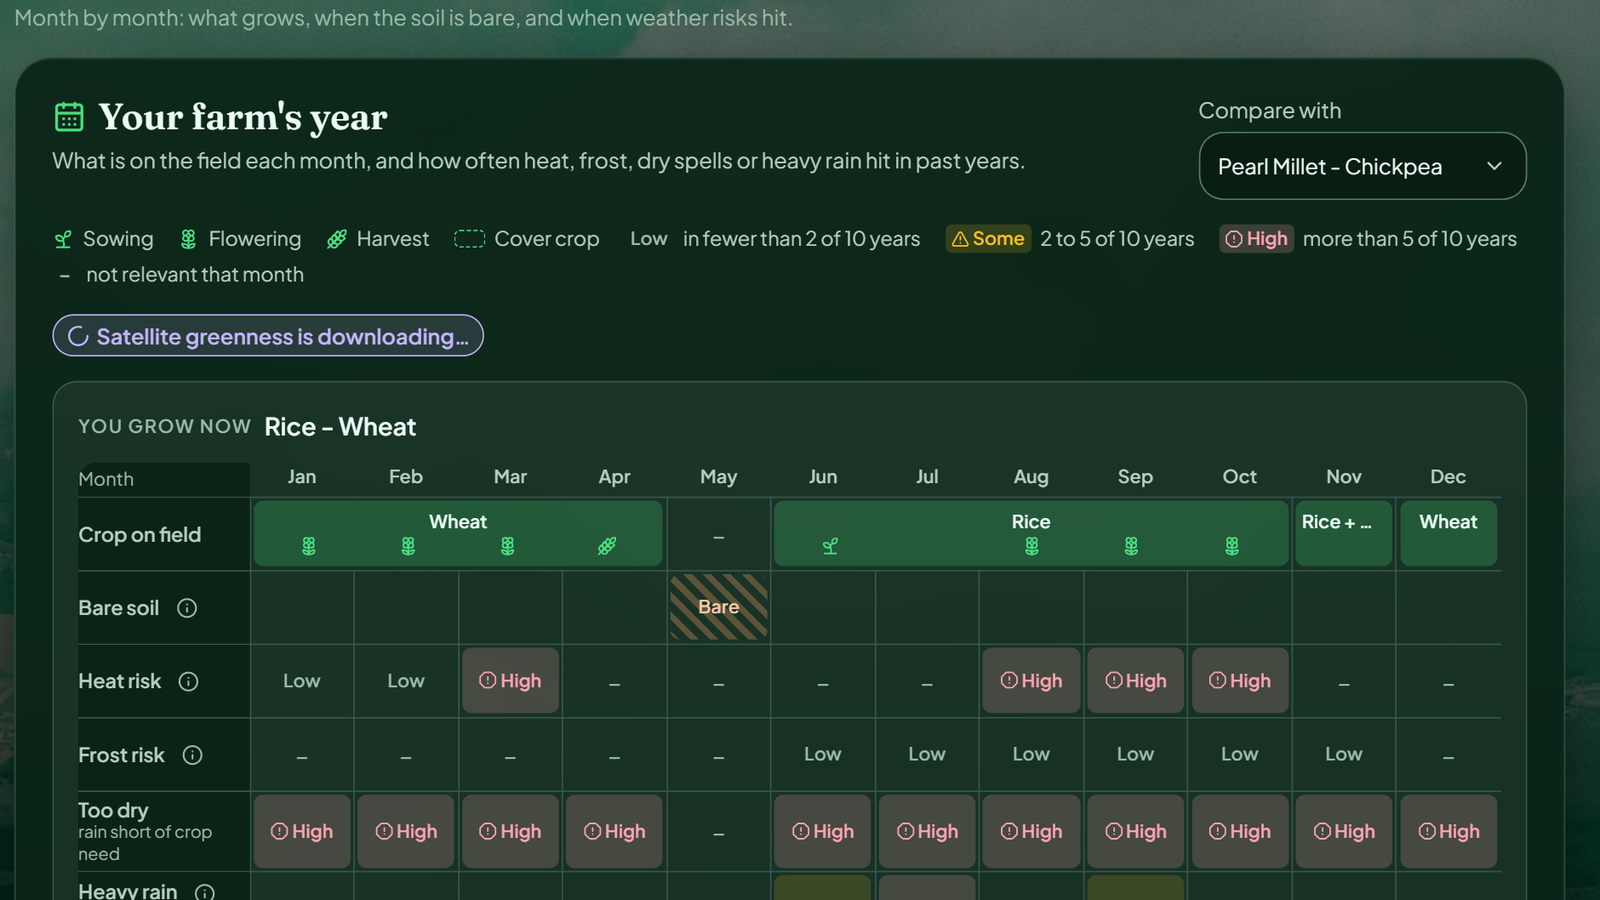 Month by month: what grows, when the soil is bare, and when weather risks hit.
Your farm's year
What is on the field each month, and how often heat, frost, dry spells or heavy rain hit in past years.
Compare with
Pearl Millet - Chickpea
Sowing Flowering Harvest Cover crop Low in fewer than 2 of 10 years Some 2 to 5 of 10 years High more than 5 of 10 years
– not relevant that month
Satellite greenness is downloading…
YOU GROW NOW Rice - Wheat
Month Jan Feb Mar Apr May Jun Jul Aug Sep Oct Nov Dec
Crop on field Wheat – Rice Rice + … Wheat
Bare soil Bare
Heat risk Low Low High – – – – High High High – –
Frost risk – – – – – Low Low Low Low Low Low –
Too dry
rain short of crop
need
High High High High – High High High High High High High
Heavy rain